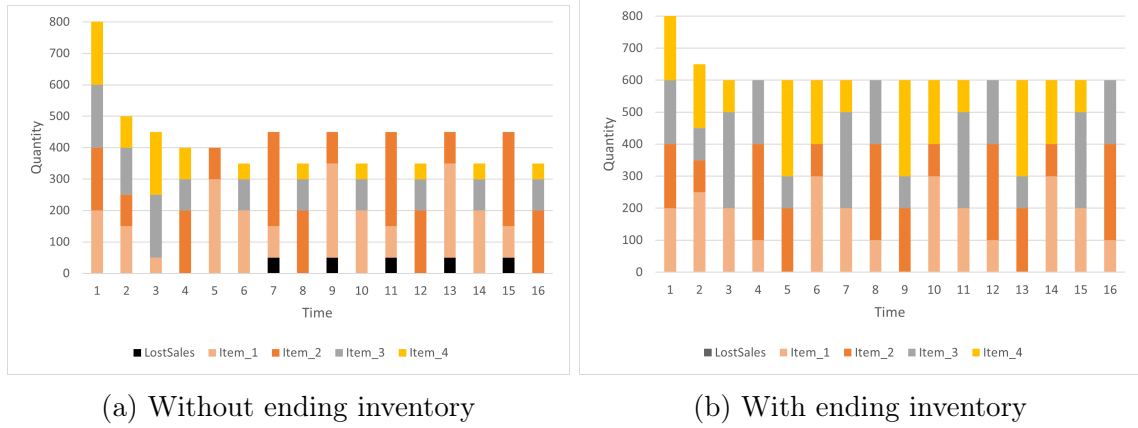 800
700
600
500
400
300
200
100
0
Quantity
1 2 3 4 5 6 7 8 9 10 11 12 13 14 15 16
Time
LostSales Item_1 Item_2 Item_3 Item_4
(a) Without ending inventory
800
700
600
500
400
300
200
100
0
Quantity
1 2 3 4 5 6 7 8 9 10 11 12 13 14 15 16
Time
LostSales Item_1 Item_2 Item_3 Item_4
(b) With ending inventory